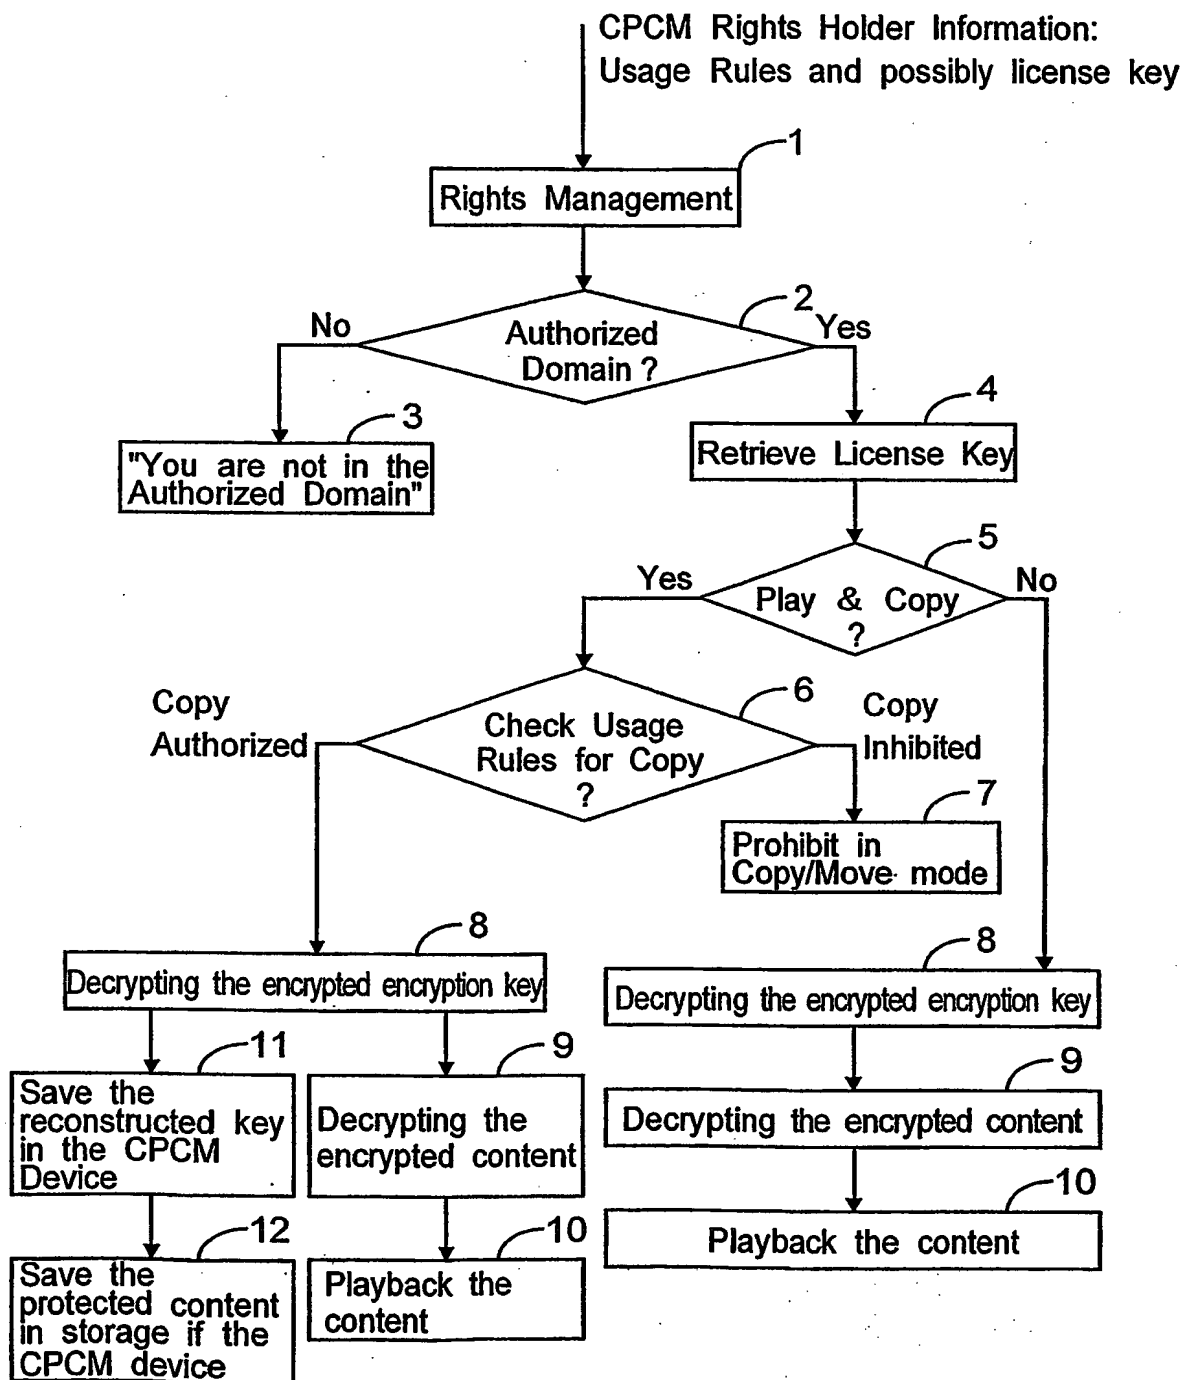 CPCM Rights Holder Information:
Usage Rules and possibly license key
1
Rights Management
2
No
Yes
Authorized
Domain ?
3
"You are not in the
Authorized Domain"
4
Retrieve License Key
5
Yes
No
Play & Copy
?
6
Copy
Authorized
Check Usage
Rules for Copy
?
Copy
Inhibited
7
Prohibit in
Copy/Move mode
8
Decrypting the encrypted encryption key
8
Decrypting the encrypted encryption key
11
Save the
reconstructed key
in the CPCM
Device
9
Decrypting the
encrypted content
9
Decrypting the encrypted content
12
Save the
protected content
in storage if the
CPCM device
10
Playback the
content
10
Playback the content